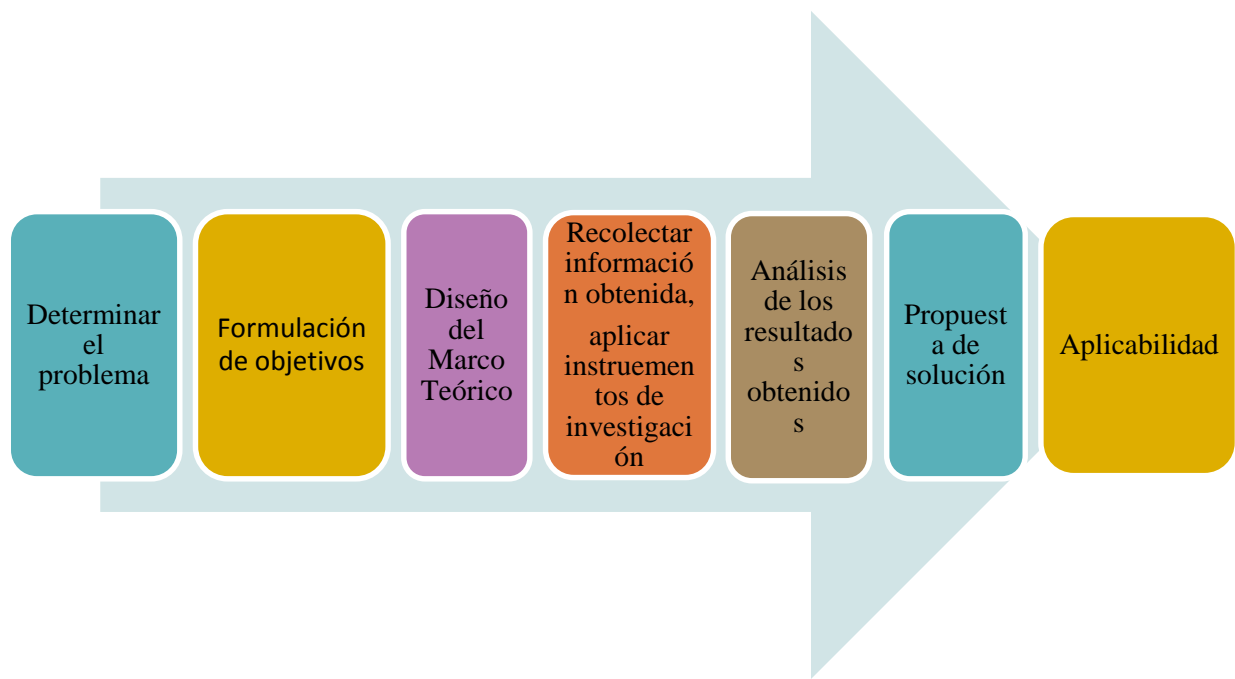 Determinar
el
problema
Formulación
de objetivos
Diseño
del
Marco
Teórico
Recolectar
informació
n obtenida,
aplicar
instruemen
tos de
investigaci
ón
Análisis
de los
resultado
s
obtenido
s
Propuest
a de
solución
Aplicabilidad